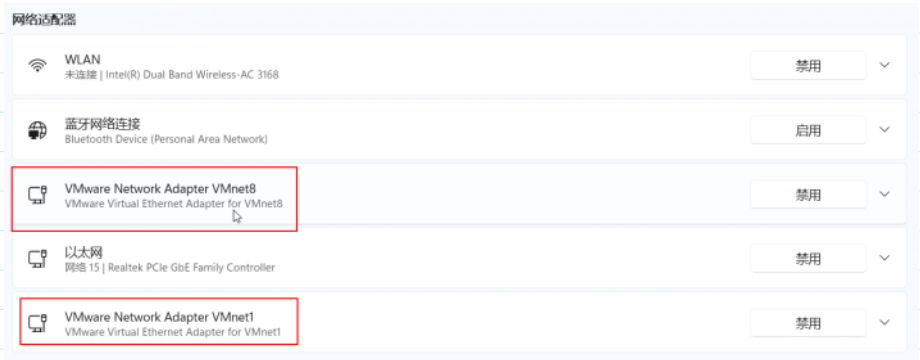 网络适配器
WLAN
未连接 | Intel(R) Dual Band Wireless-AC 3168
禁用
蓝牙网络连接
Bluetooth Device (Personal Area Network)
启用
VMware Network Adapter VMnet8
VMware Virtual Ethernet Adapter for VMnet8
禁用
以太网
网络 15 | Realtek PCIe GbE Family Controller
禁用
VMware Network Adapter VMnet1
VMware Virtual Ethernet Adapter for VMnet1
禁用